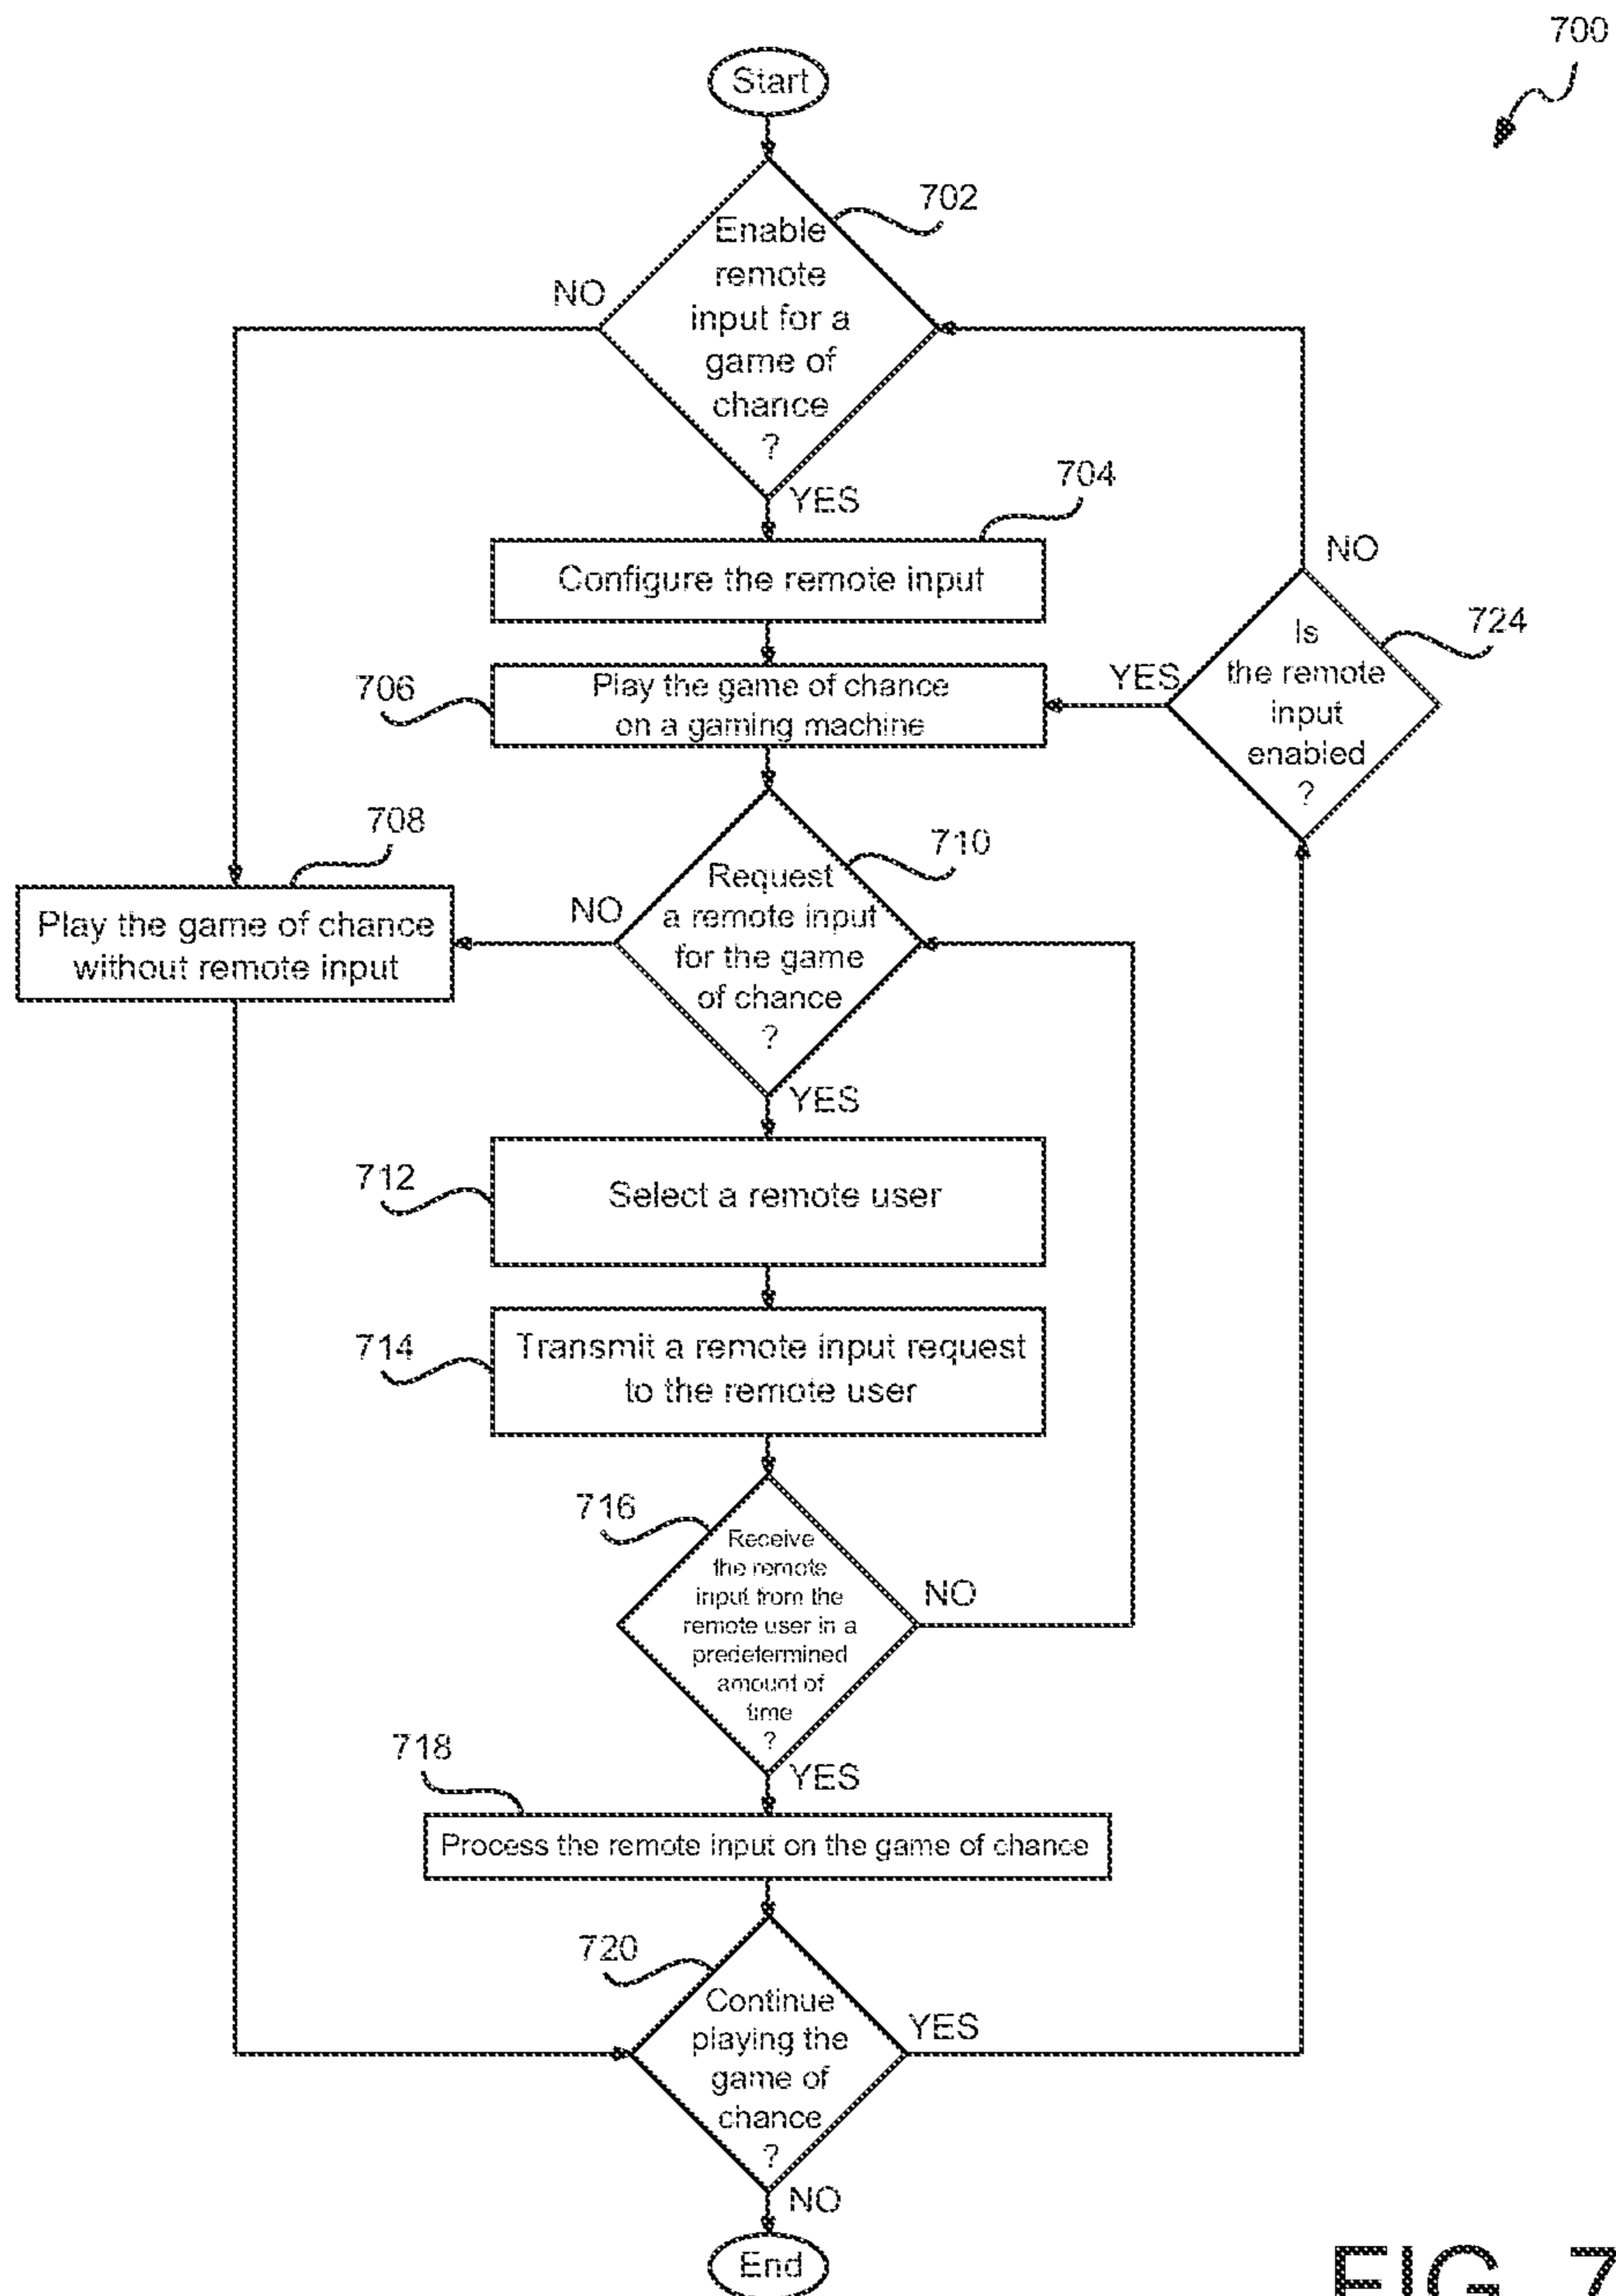 700
Start
702
Enable
remote
input for a
game of
chance
?
NO
YES
704
Configure the remote input
NO
724
Is
the remote
input
enabled
?
YES
706
Play the game of chance
on a gaming machine
708
Play the game of chance
without remote input
710
Request
a remote input
for the game
of chance
?
NO
YES
712
Select a remote user
714
Transmit a remote input request
to the remote user
716
Receive
the remote
input from the
remote user in a
predetermined
amount of
time
?
NO
YES
718
Process the remote input on the game of chance
720
Continue
playing the
game of
chance
?
YES
NO
End
FIG. 7